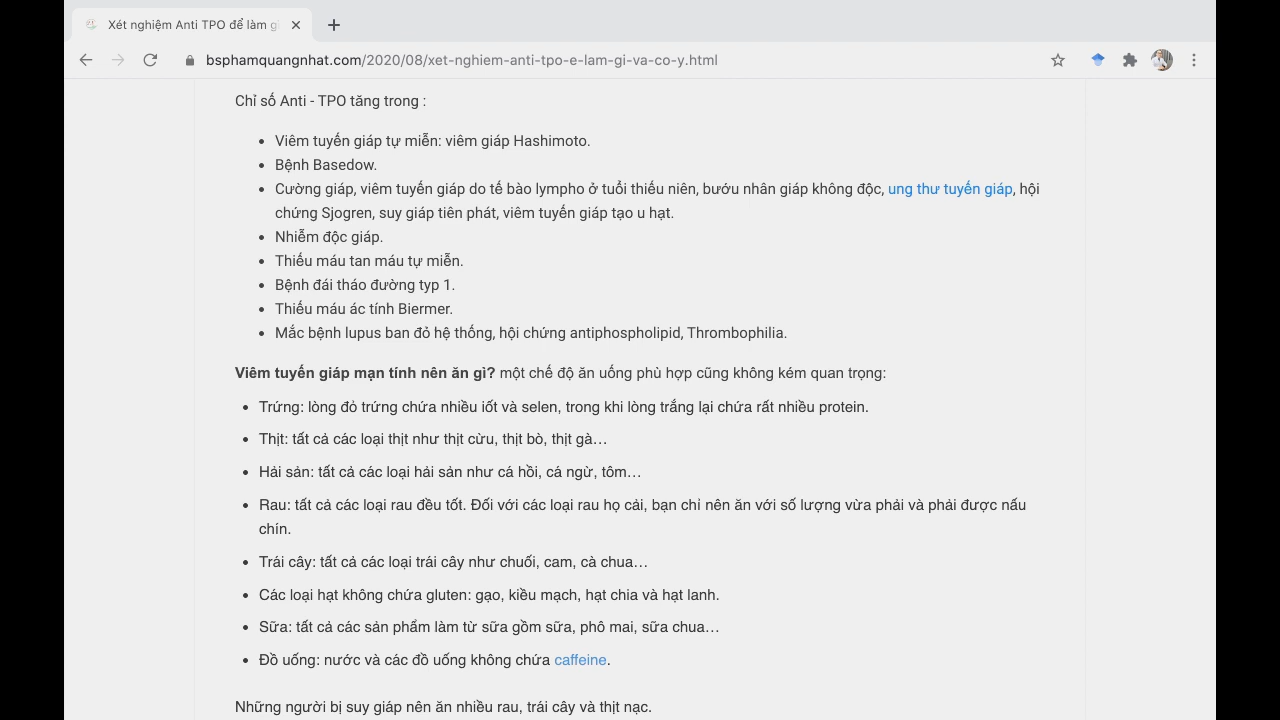 Xét nghiệm Anti TPO để làm g
bsphamquangnhat.com/2020/08/xet-nghiem-anti-tpo-e-lam-gi-va-co-y.html
Chỉ số Anti - TPO tăng trong :
Viêm tuyến giáp tự miễn: viêm giáp Hashimoto.
Bệnh Basedow.
Cường giáp, viêm tuyến giáp do tế bào lympho ở tuổi thiếu niên, bướu nhân giáp không độc, ung thư tuyến giáp, hội
chứng Sjogren, suy giáp tiên phát, viêm tuyến giáp tạo u hạt.
Nhiễm độc giáp.
Thiếu máu tan máu tự miễn.
Bệnh đái tháo đường typ 1.
Thiếu máu ác tính Biermer.
Mắc bệnh lupus ban đỏ hệ thống, hội chứng antiphospholipid, Thrombophilia.
Viêm tuyến giáp mạn tính nên ăn gì? một chế độ ăn uống phù hợp cũng không kém quan trọng:
Trứng: lòng đỏ trứng chứa nhiều iốt và selen, trong khi lòng trắng lại chứa rất nhiều protein.
Thịt: tất cả các loại thịt như thịt cừu, thịt bò, thịt gà…
Hải sản: tất cả các loại hải sản như cá hồi, cá ngừ, tôm…
Rau: tất cả các loại rau đều tốt. Đối với các loại rau họ cải, bạn chỉ nên ăn với số lượng vừa phải và phải được nấu
chín.
Trái cây: tất cả các loại trái cây như chuối, cam, cà chua…
Các loại hạt không chứa gluten: gạo, kiều mạch, hạt chia và hạt lanh.
Sữa: tất cả các sản phẩm làm từ sữa gồm sữa, phô mai, sữa chua…
Đồ uống: nước và các đồ uống không chứa caffeine.
Những người bị suy giáp nên ăn nhiều rau, trái cây và thịt nạc.